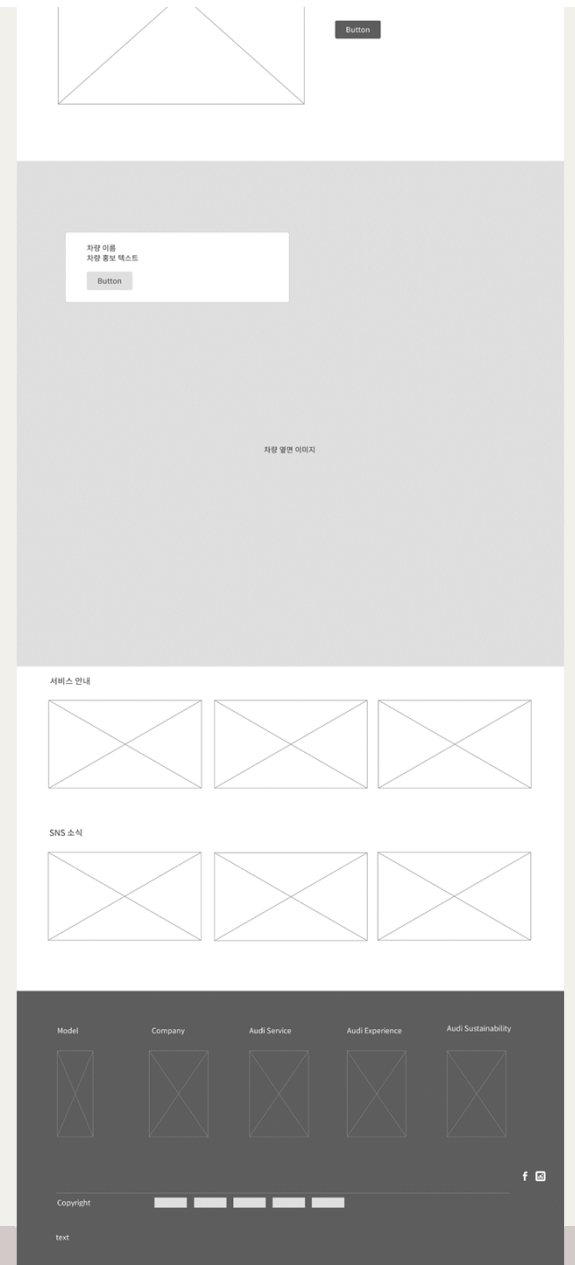 Button
차량 이름
차량 홍보 텍스트
Button
차량 옆면 이미지
서비스 안내
SNS 소식
Model
Company
Audi Service
Audi Experience
Audi Sustainability
Copyright
text